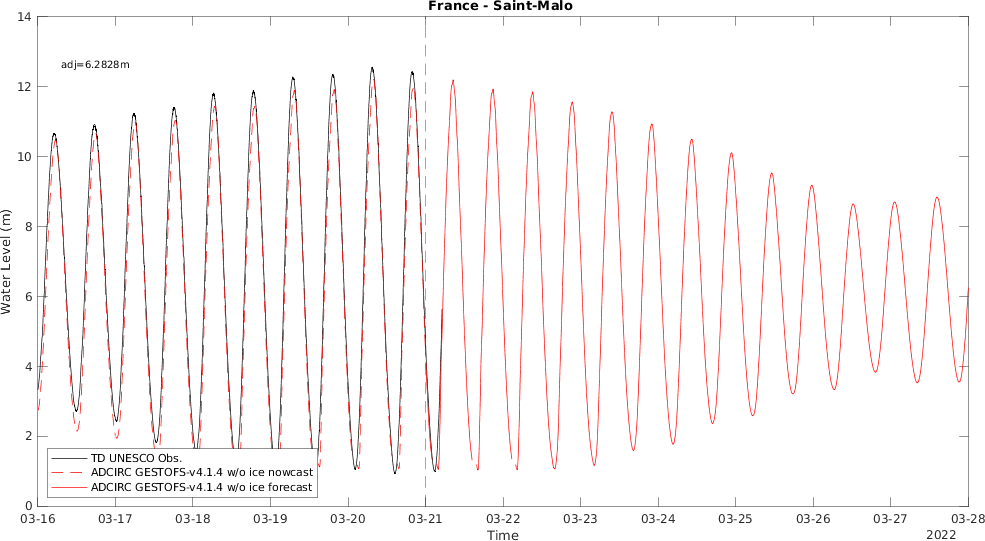 France - Saint-Malo
14
adj=6.2828m
12
10
8
Water Level (m)
6
4
2
TD UNESCO Obs.
ADCIRC GESTOFS-v4.1.4 w/o ice nowcast
ADCIRC GESTOFS-v4.1.4 w/o ice forecast
0
03-16 03-17 03-18 03-19 03-20 03-21 03-22 03-23 03-24 03-25 03-26 03-27 03-28
Time
2022